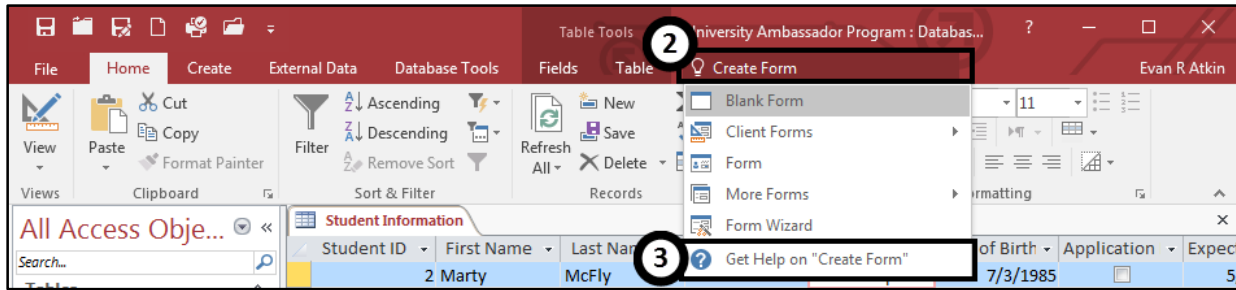 Table Tools
University Ambassador Program : Databas...
?
2
File Home Create External Data Database Tools Fields Table Create Form Evan R Atkin
View
Paste
Cut
Copy
Format Painter
Filter
Ascending
Descending
Remove Sort
Refresh
All
New
Save
Delete
Blank Form
Client Forms
Form
More Forms
Form Wizard
Get Help on "Create Form"
3
11
Views Clipboard Sort & Filter Records rmatting
All Access Obje...
Search...
Student Information
Student ID First Name Last Nar of Birth Application Expec
2 Marty McFly 7/3/1985 5